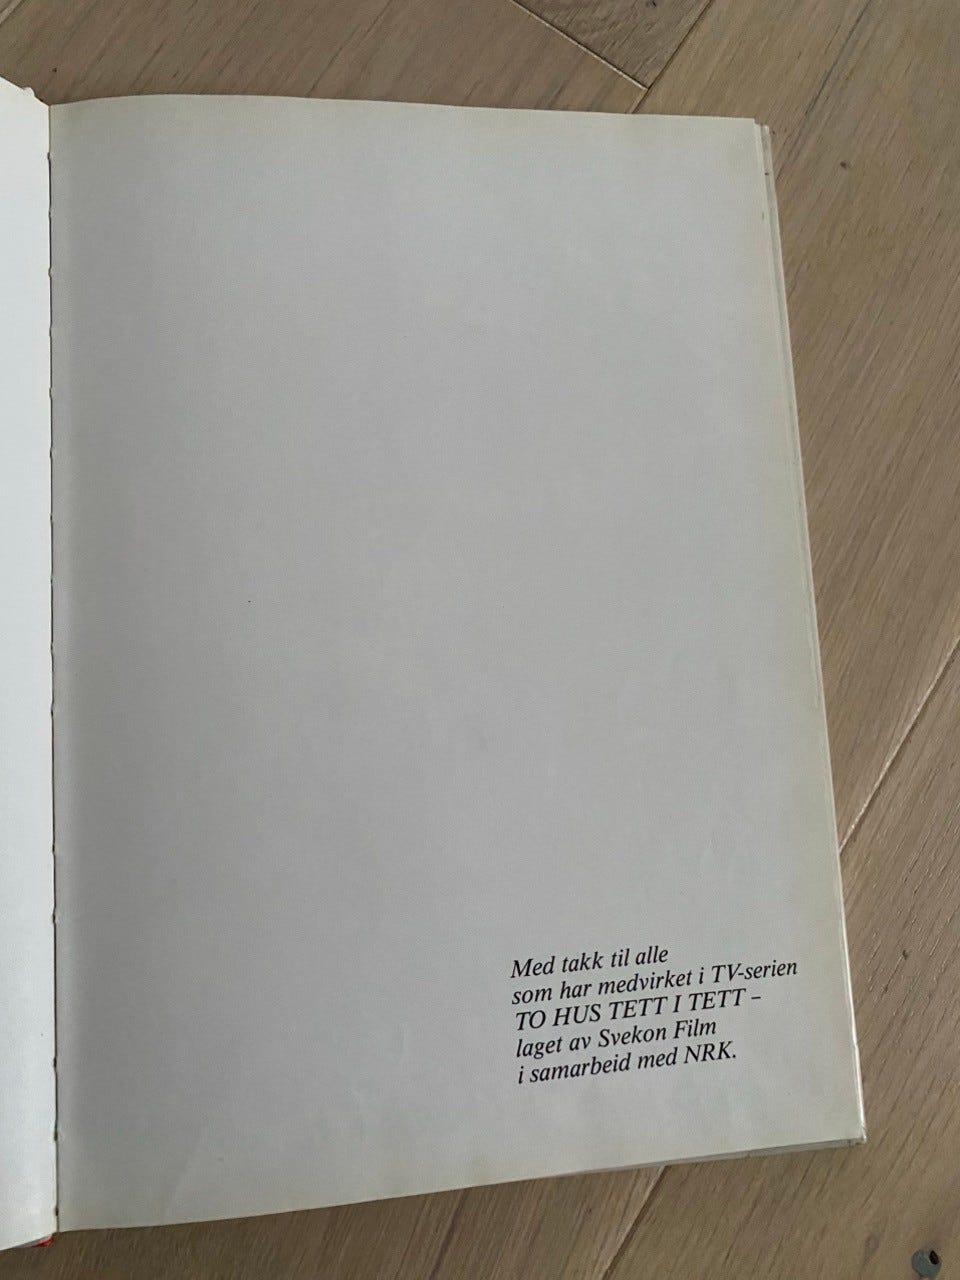 Med takk til alle
som har medvirket i TV-serien
TO HUS TETT I TETT –
laget av Svekon Film
i samarbeid med NRK.